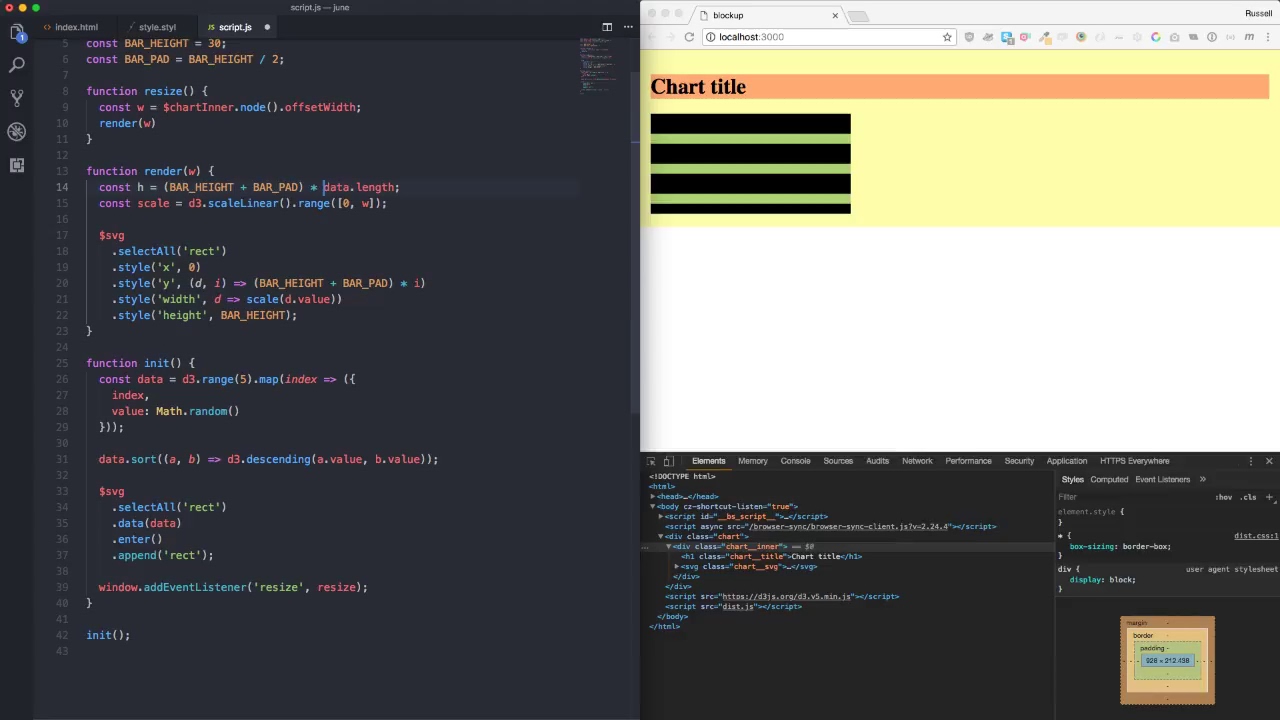 script.js — june
index.html
style.styl
script.js
5 const BAR_HEIGHT = 30;
6 const BAR_PAD = BAR_HEIGHT / 2;
7
8 function resize() {
9 const w = $chartInner.node().offsetWidth;
10 render(w)
11 }
12
13 function render(w) {
14 const h = (BAR_HEIGHT + BAR_PAD) * data.length;
15 const scale = d3.scaleLinear().range([0, w]);
16
17 $svg
18 .selectAll('rect')
19 .style('x', 0)
20 .style('y', (d, i) => (BAR_HEIGHT + BAR_PAD) * i)
21 .style('width', d => scale(d.value))
22 .style('height', BAR_HEIGHT);
23 }
24
25 function init() {
26 const data = d3.range(5).map(index => ({
27 index,
28 value: Math.random()
29 }));
30
31 data.sort((a, b) => d3.descending(a.value, b.value));
32
33 $svg
34 .selectAll('rect')
35 .data(data)
36 .enter()
37 .append('rect');
38
39 window.addEventListener('resize', resize);
40 }
41
42 init();
43
1
blockup
Russell
localhost:3000
Chart title
Elements Memory Console Sources Audits Network Performance Security Application HTTPS Everywhere
<!DOCTYPE html>
<html>
<head>…</head>
<body cz-shortcut-listen="true">
<script id="__bs_script__">…</script>
<script async src="/browser-sync/browser-sync-client.js?v=2.24.4"></script>
<div class="chart">
<div class="chart__inner"> == $0
<h1 class="chart__title">Chart title</h1>
<svg class="chart__svg">…</svg>
</div>
</div>
<script src="https://d3js.org/d3.v5.min.js"></script>
<script src="dist.js"></script>
</body>
</html>
Styles Computed Event Listeners »
Filter :hov .cls +
element.style {
}
* { dist.css:1
box-sizing: border-box;
}
div { user agent stylesheet
display: block;
}
margin -
border -
padding -
926 × 212.438